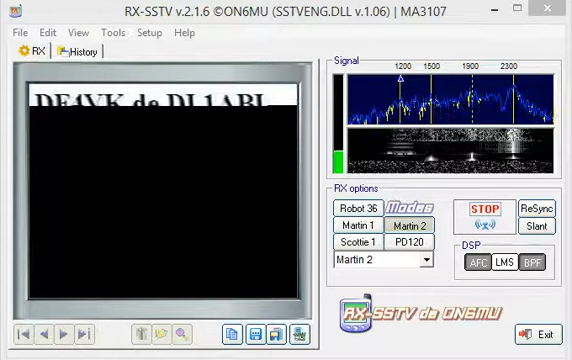 RX-SSTV v.2.1.6 ©ON6MU (SSTVENG.DLL v.1.06) | MA3107
File Edit View Tools Setup Help
RX History
DF4VK de DL1ABL
Signal
1200 1500 1900 2300
RX options
Robot 36 Modes
Martin 1 Martin 2
Scottie 1 PD120
Martin 2
STOP ReSync
Slant
DSP
AFC LMS BPF
RX-SSTV de ON6MU
Exit